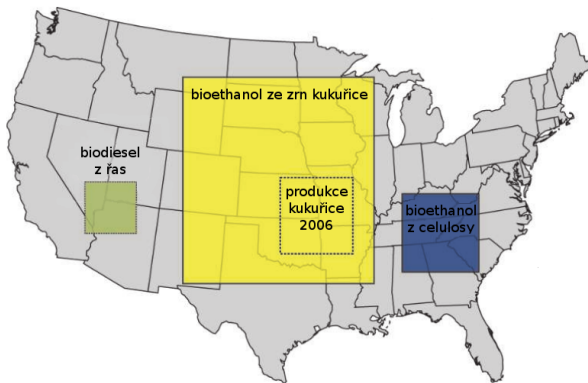 bioethanol ze zrn kukuřice
biodiesel
z řas
produkce
kukuřice
2006
bioethanol
z celulosy